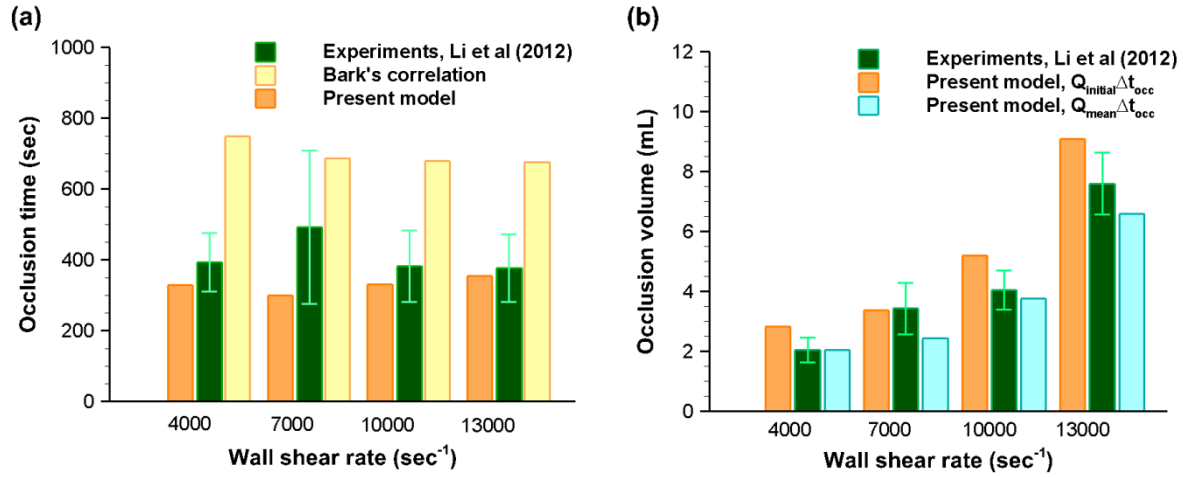 (a)
1000
800
600
400
200
0
Occlusion time (sec)
Experiments, Li et al (2012)
Bark's correlation
Present model
4000 7000 10000 13000
Wall shear rate (sec⁻¹)
(b)
12
10
8
6
4
2
0
Occlusion volume (mL)
Experiments, Li et al (2012)
Present model, QinitialΔtocc
Present model, QmeanΔtocc
4000 7000 10000 13000
Wall shear rate (sec⁻¹)